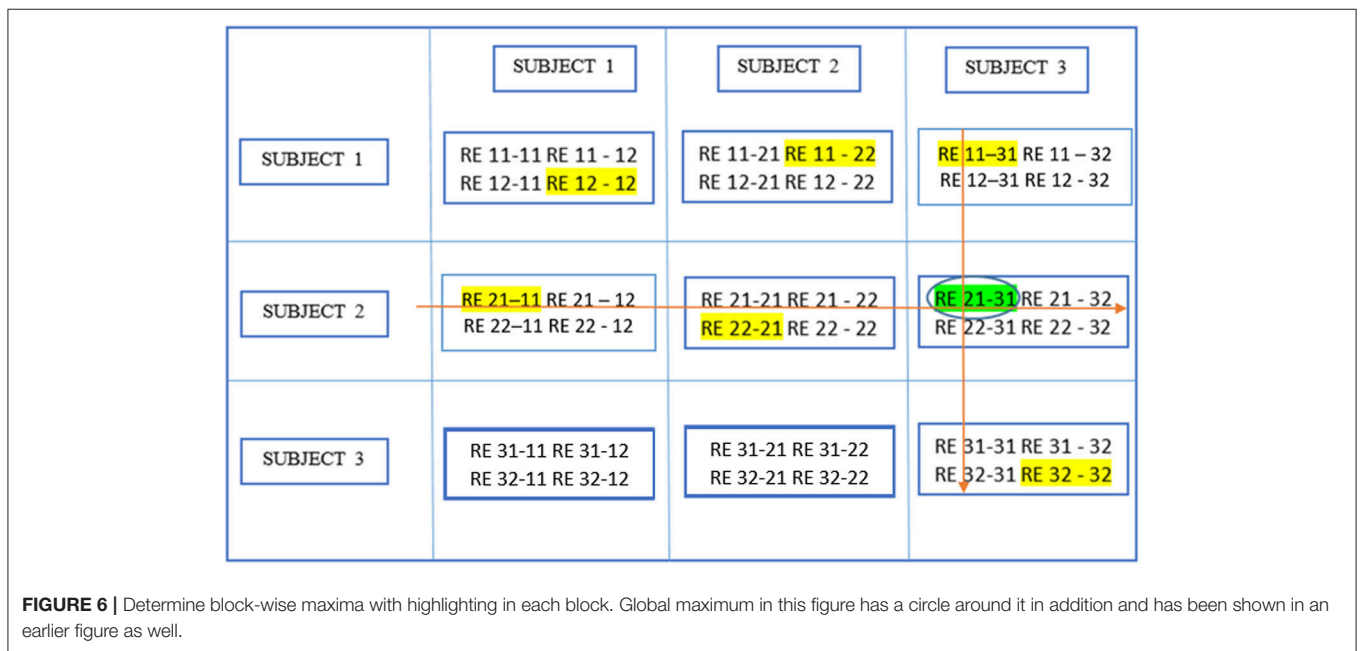 SUBJECT 1 SUBJECT 2 SUBJECT 3
SUBJECT 1
RE 11-11 RE 11 - 12
RE 12-11 RE 12 - 12
RE 11-21 RE 11 - 22
RE 12-21 RE 12 - 22
RE 11–31 RE 11 – 32
RE 12–31 RE 12 - 32
SUBJECT 2
RE 21–11 RE 21 – 12
RE 22–11 RE 22 - 12
RE 21-21 RE 21 - 22
RE 22-21 RE 22 - 22
RE 21-31 RE 21 - 32
RE 22-31 RE 22 - 32
SUBJECT 3
RE 31-11 RE 31-12
RE 32-11 RE 32-12
RE 31-21 RE 31-22
RE 32-21 RE 32-22
RE 31-31 RE 31 - 32
RE 32-31 RE 32 - 32
FIGURE 6 | Determine block-wise maxima with highlighting in each block. Global maximum in this figure has a circle around it in addition and has been shown in an
earlier figure as well.